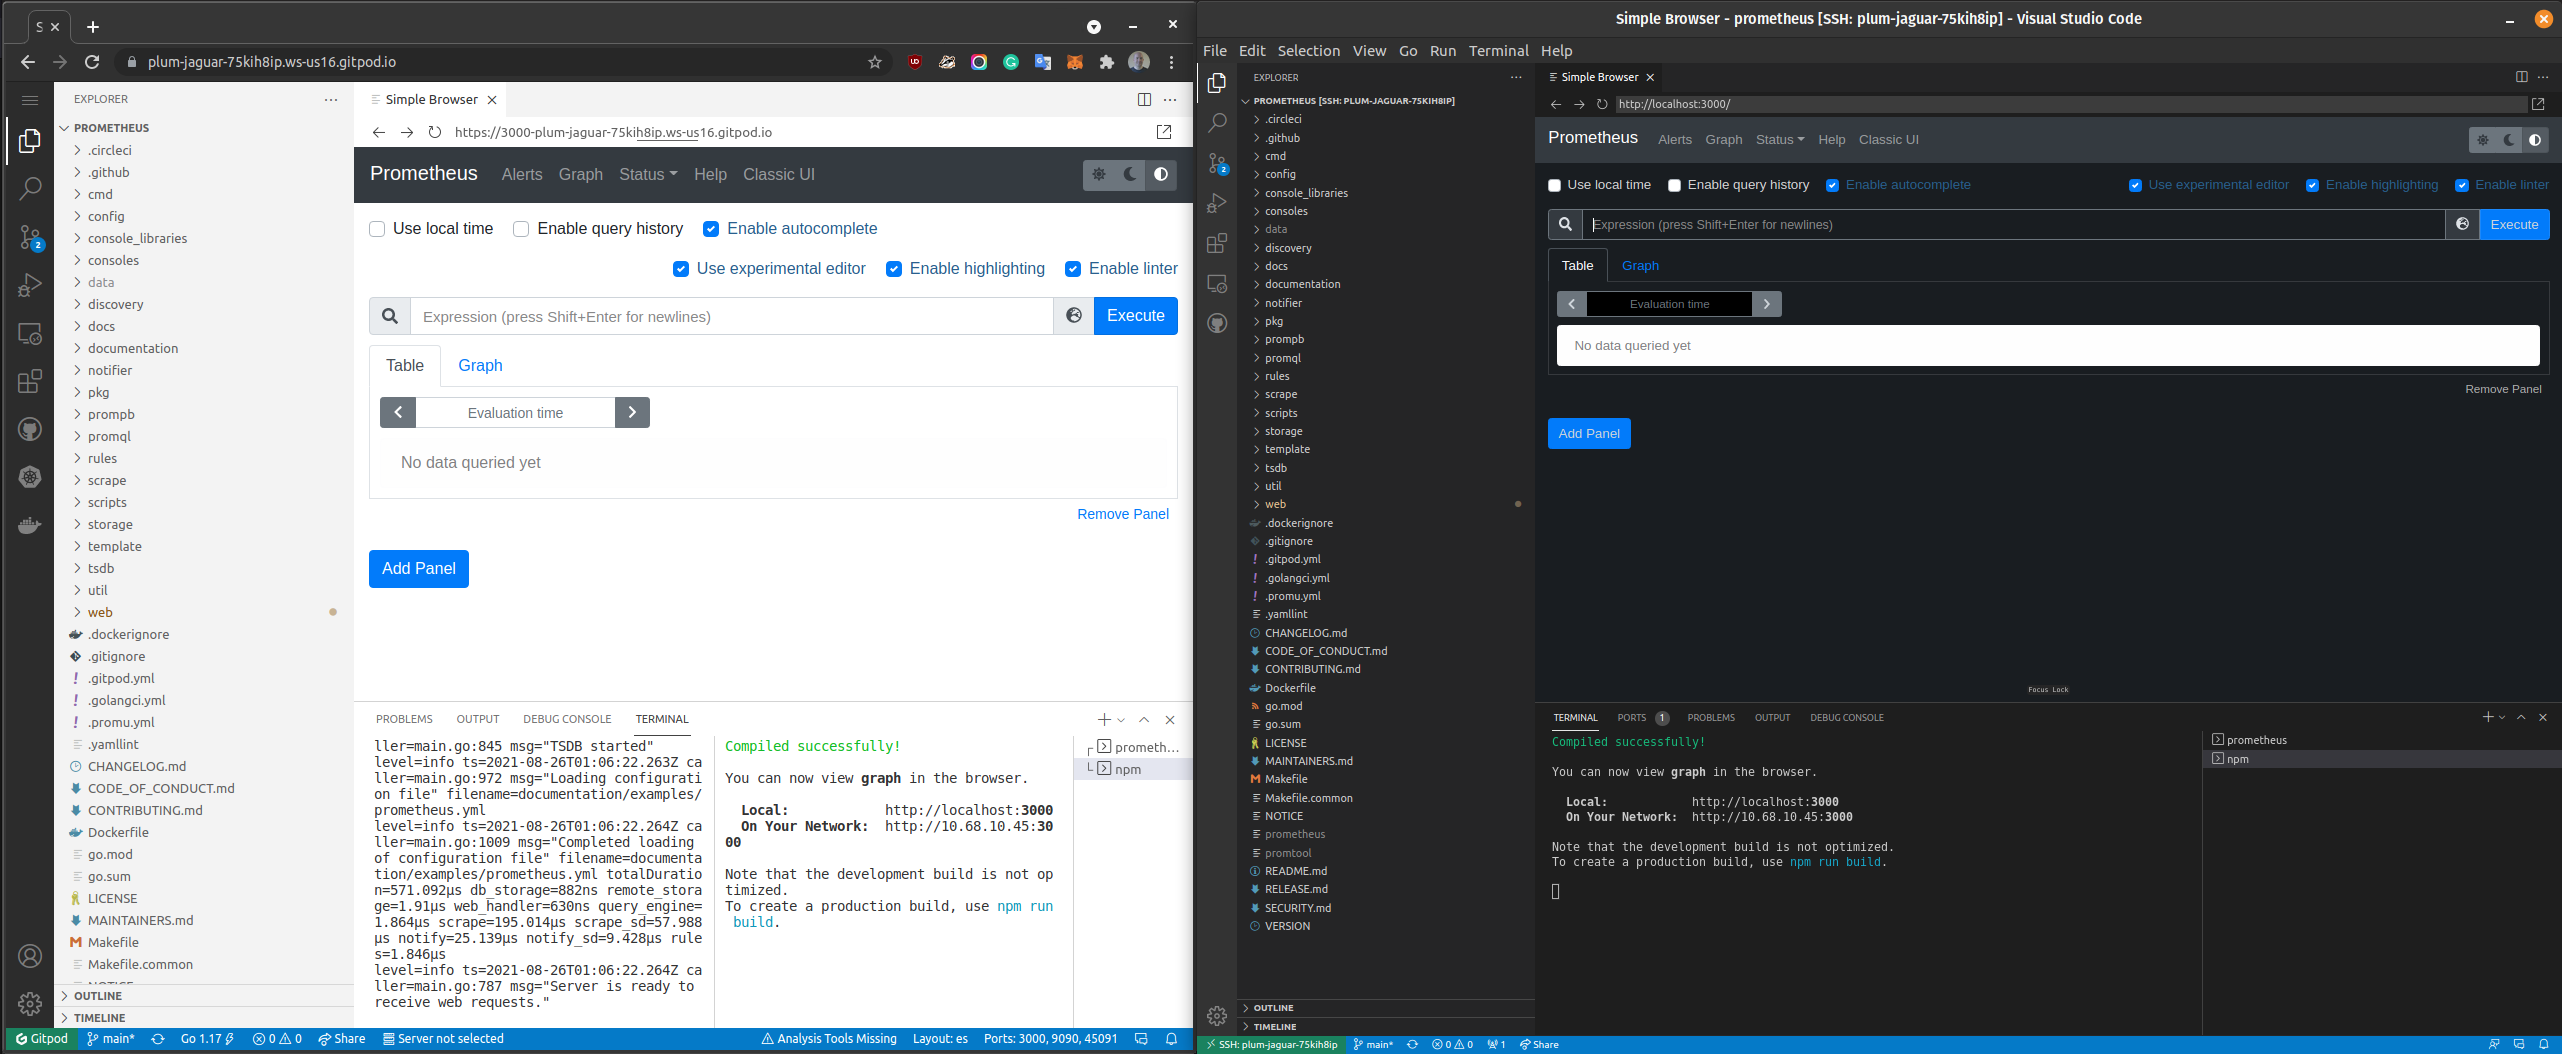 S
plum-jaguar-75kih8ip.ws-us16.gitpod.io
EXPLORER
PROMETHEUS
.circleci
.github
cmd
config
console_libraries
consoles
data
discovery
docs
documentation
notifier
pkg
prompb
promql
rules
scrape
scripts
storage
template
tsdb
util
web
.dockerignore
.gitignore
.gitpod.yml
.golangci.yml
.promu.yml
.yamllint
CHANGELOG.md
CODE_OF_CONDUCT.md
CONTRIBUTING.md
Dockerfile
go.mod
go.sum
LICENSE
MAINTAINERS.md
Makefile
Makefile.common
NOTICE
OUTLINE
TIMELINE
2
Simple Browser
https://3000-plum-jaguar-75kih8ip.ws-us16.gitpod.io
Prometheus Alerts Graph Status Help Classic UI
Use local time Enable query history Enable autocomplete
Use experimental editor Enable highlighting Enable linter
Expression (press Shift+Enter for newlines) Execute
Table Graph
Evaluation time
No data queried yet
Remove Panel
Add Panel
PROBLEMS OUTPUT DEBUG CONSOLE TERMINAL
ller=main.go:845 msg="TSDB started"
level=info ts=2021-08-26T01:06:22.263Z ca
ller=main.go:972 msg="Loading configurati
on file" filename=documentation/examples/
prometheus.yml
level=info ts=2021-08-26T01:06:22.264Z ca
ller=main.go:1009 msg="Completed loading
of configuration file" filename=documenta
tion/examples/prometheus.yml totalDuratio
n=571.092µs db_storage=882ns remote_stora
ge=1.91µs web_handler=630ns query_engine=
1.864µs scrape=195.014µs scrape_sd=57.988
µs notify=25.139µs notify_sd=9.428µs rule
s=1.846µs
level=info ts=2021-08-26T01:06:22.264Z ca
ller=main.go:787 msg="Server is ready to
receive web requests."
Compiled successfully!
You can now view graph in the browser.
Local: http://localhost:3000
On Your Network: http://10.68.10.45:30
00
Note that the development build is not op
timized.
To create a production build, use npm run
build.
prometh...
npm
Gitpod main* Go 1.17 0 0 Share Server not selected Analysis Tools Missing Layout: es Ports: 3000, 9090, 45091
Simple Browser - prometheus [SSH: plum-jaguar-75kih8ip] - Visual Studio Code
File Edit Selection View Go Run Terminal Help
EXPLORER
PROMETHEUS [SSH: PLUM-JAGUAR-75KIH8IP]
.circleci
.github
cmd
config
console_libraries
consoles
data
discovery
docs
documentation
notifier
pkg
prompb
promql
rules
scrape
scripts
storage
template
tsdb
util
web
.dockerignore
.gitignore
.gitpod.yml
.golangci.yml
.promu.yml
.yamllint
CHANGELOG.md
CODE_OF_CONDUCT.md
CONTRIBUTING.md
Dockerfile
go.mod
go.sum
LICENSE
MAINTAINERS.md
Makefile
Makefile.common
NOTICE
prometheus
promtool
README.md
RELEASE.md
SECURITY.md
VERSION
OUTLINE
TIMELINE
2
Simple Browser
http://localhost:3000/
Prometheus Alerts Graph Status Help Classic UI
Use local time Enable query history Enable autocomplete Use experimental editor Enable highlighting Enable linter
Expression (press Shift+Enter for newlines) Execute
Table Graph
Evaluation time
No data queried yet
Remove Panel
Add Panel
Focus Lock
TERMINAL PORTS 1 PROBLEMS OUTPUT DEBUG CONSOLE
Compiled successfully!
You can now view graph in the browser.
Local: http://localhost:3000
On Your Network: http://10.68.10.45:3000
Note that the development build is not optimized.
To create a production build, use npm run build.
prometheus
npm
SSH: plum-jaguar-75kih8ip main* 0 0 1 Share